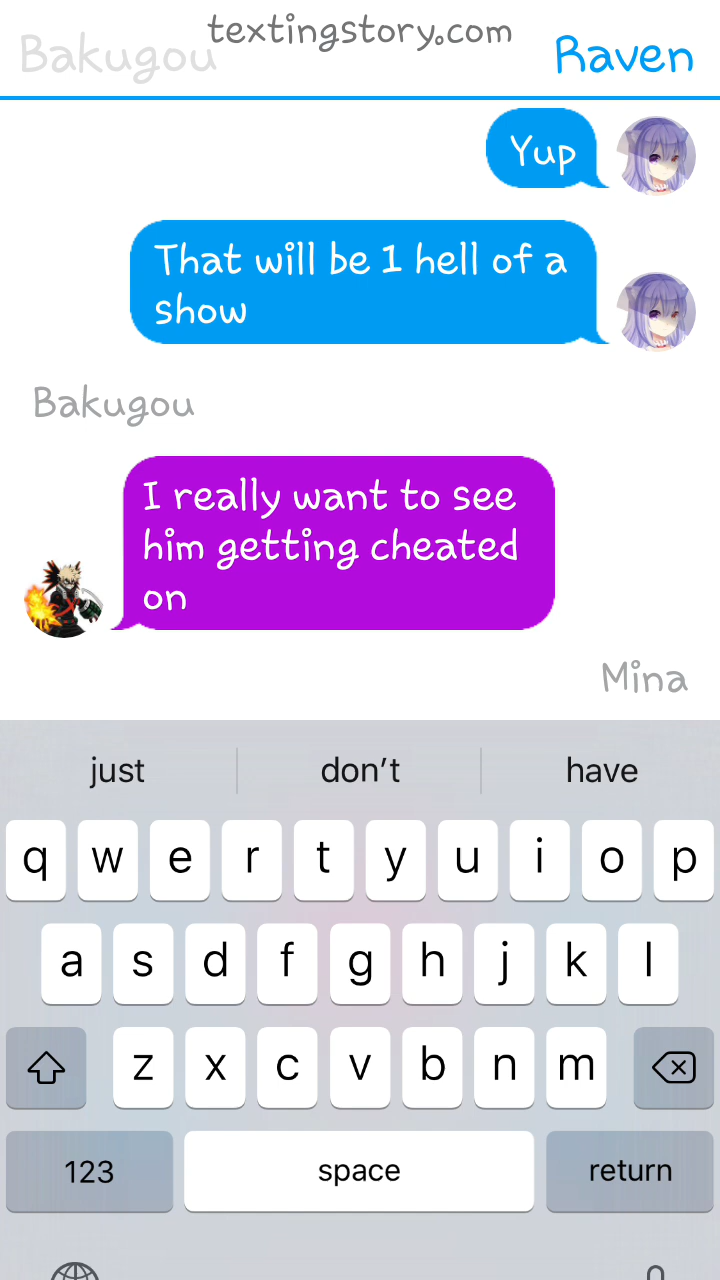 textingstory.com
Bakugou
Raven
Yup
That will be 1 hell of a
show
Bakugou
I really want to see
him getting cheated
on
Mina
just don't have
q w e r t y u i o p
a s d f g h j k l
z x c v b n m
123 space return